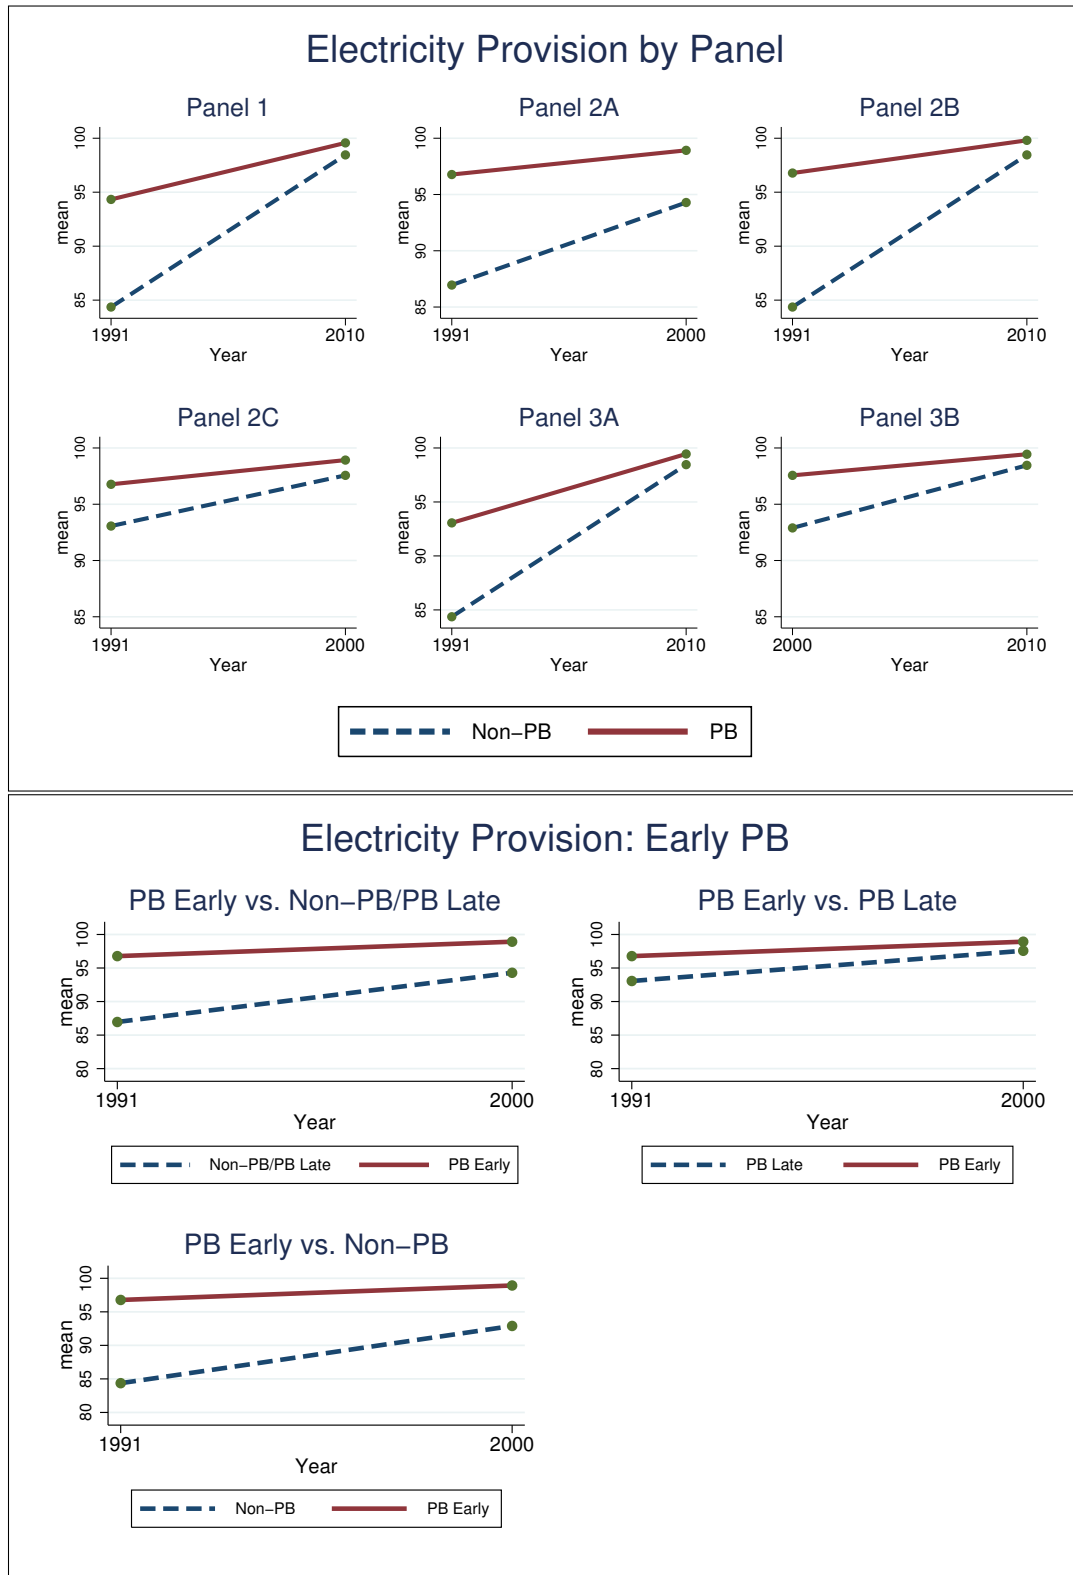 Electricity Provision by Panel
Panel 1
mean
100
95
90
85
1991 2010
Year
Panel 2A
mean
100
95
90
85
1991 2000
Year
Panel 2B
mean
100
95
90
85
1991 2010
Year
Panel 2C
mean
100
95
90
85
1991 2000
Year
Panel 3A
mean
100
95
90
85
1991 2010
Year
Panel 3B
mean
100
95
90
85
2000 2010
Year
Non−PB PB
Electricity Provision: Early PB
PB Early vs. Non−PB/PB Late
mean
100
95
90
85
80
1991 2000
Year
Non−PB/PB Late PB Early
PB Early vs. PB Late
mean
100
95
90
85
80
1991 2000
Year
PB Late PB Early
PB Early vs. Non−PB
mean
100
95
90
85
80
1991 2000
Year
Non−PB PB Early